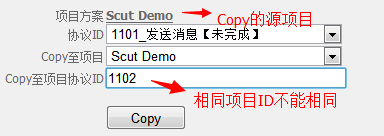 项目方案 Scut Demo Copy的源项目
协议ID 1101_发送消息【未完成】
Copy至项目 Scut Demo
Copy至项目协议ID 1102
相同项目ID不能相同
Copy